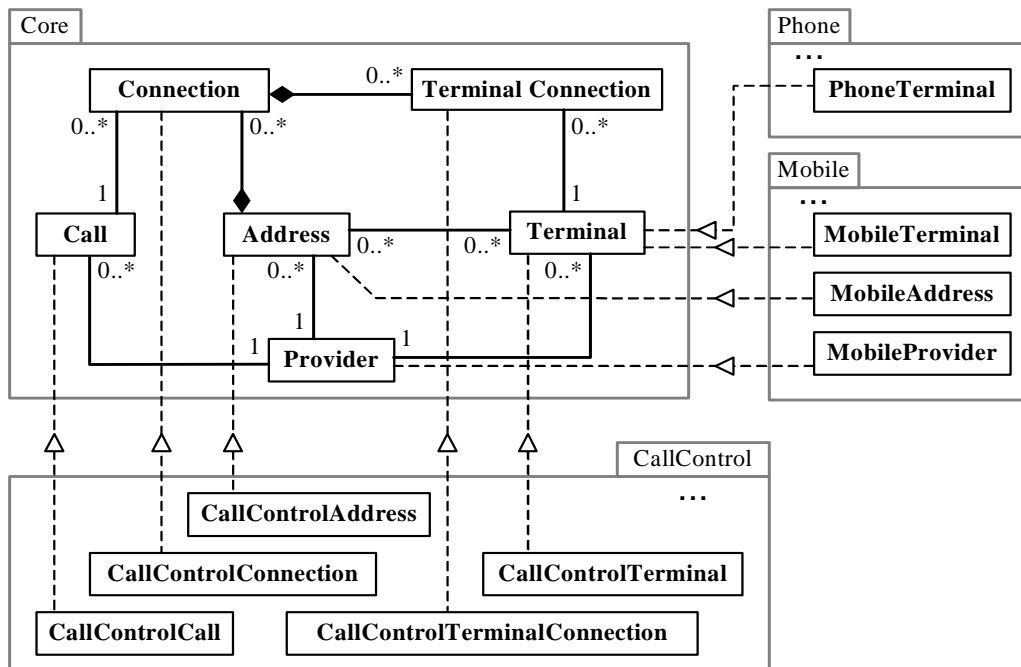 Core
Phone
...
PhoneTerminal
Connection
0..*
Terminal Connection
0..*
0..*
0..*
Mobile
...
1
1
Call
Address
Terminal
MobileTerminal
0..*
0..*
0..*
0..*
0..*
MobileAddress
1
1
1
Provider
MobileProvider
CallControl
...
CallControlAddress
CallControlConnection
CallControlTerminal
CallControlCall
CallControlTerminalConnection